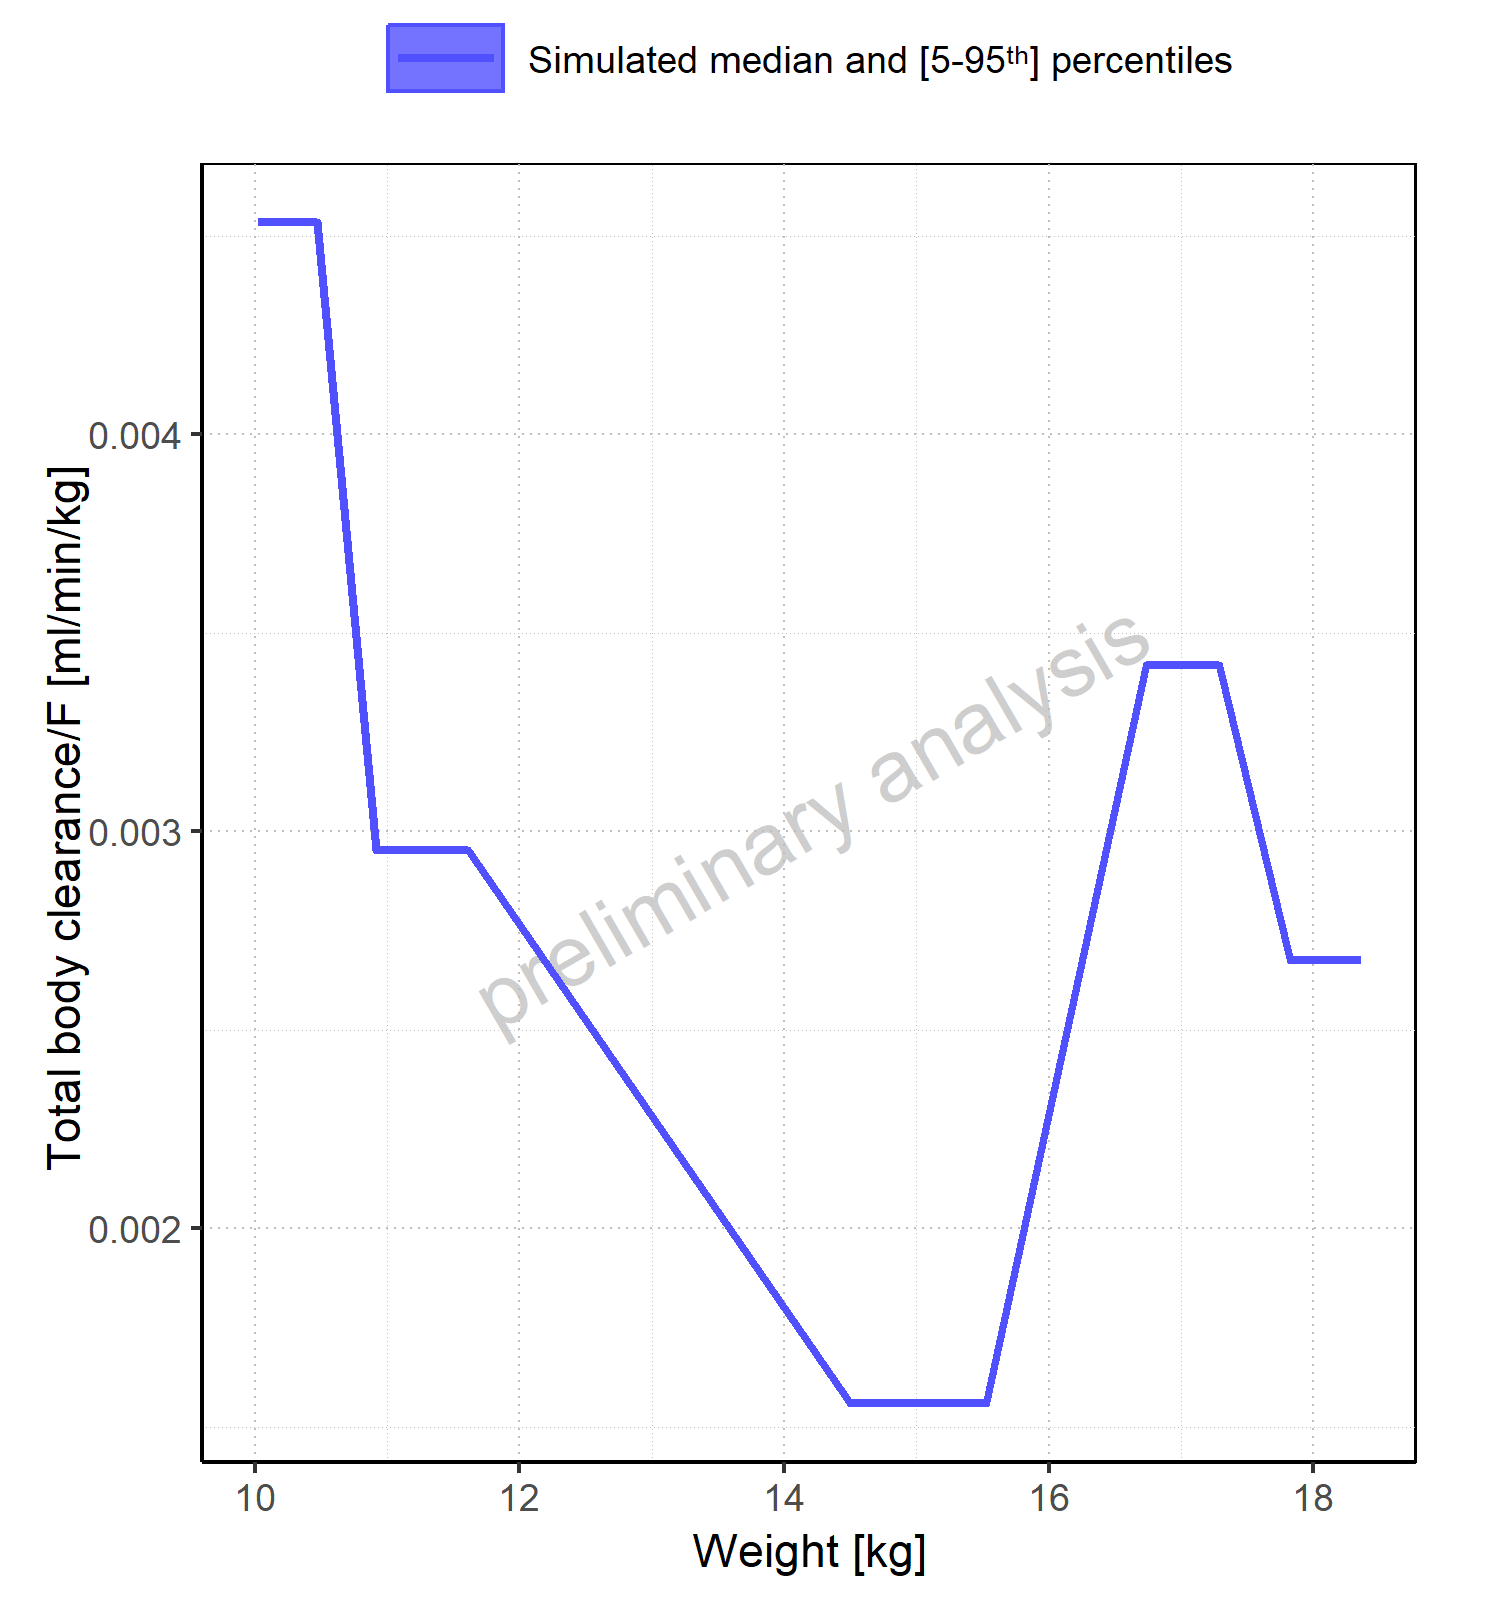 Simulated median and [5-95th] percentiles
Total body clearance/F [ml/min/kg]
0.004
0.003
0.002
preliminary analysis
10 12 14 16 18
Weight [kg]